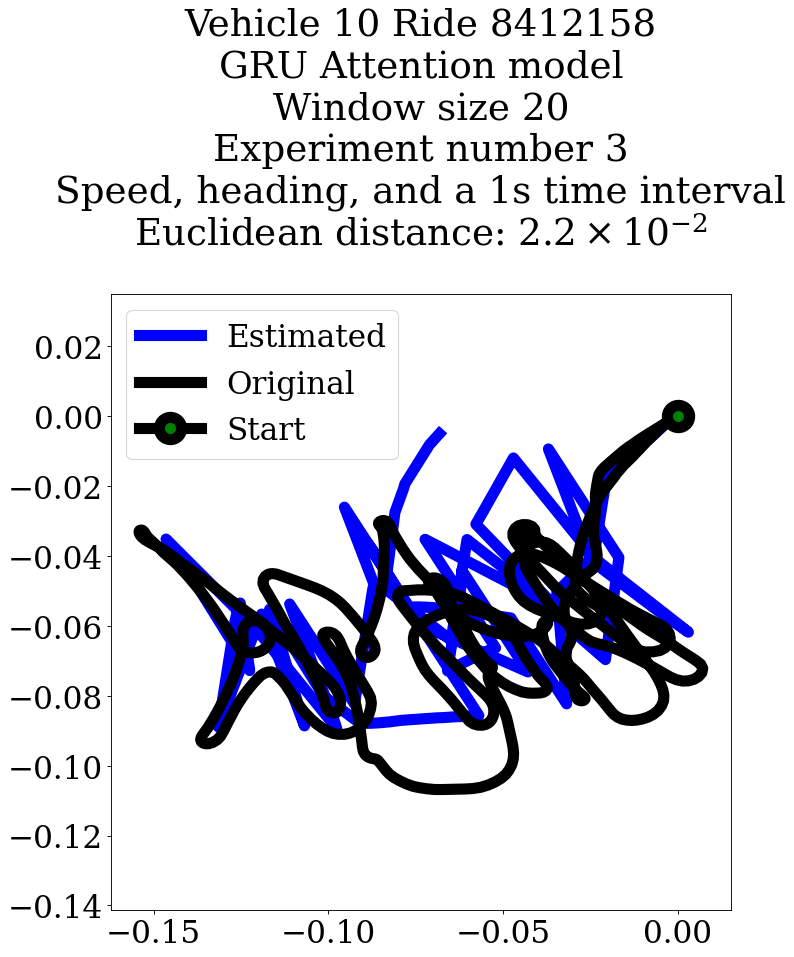 Vehicle 10 Ride 8412158
GRU Attention model
Window size 20
Experiment number 3
Speed, heading, and a 1s time interval
Euclidean distance: 2.2 × 10⁻²
Estimated
Original
Start
0.02
0.00
−0.02
−0.04
−0.06
−0.08
−0.10
−0.12
−0.14
−0.15 −0.10 −0.05 0.00